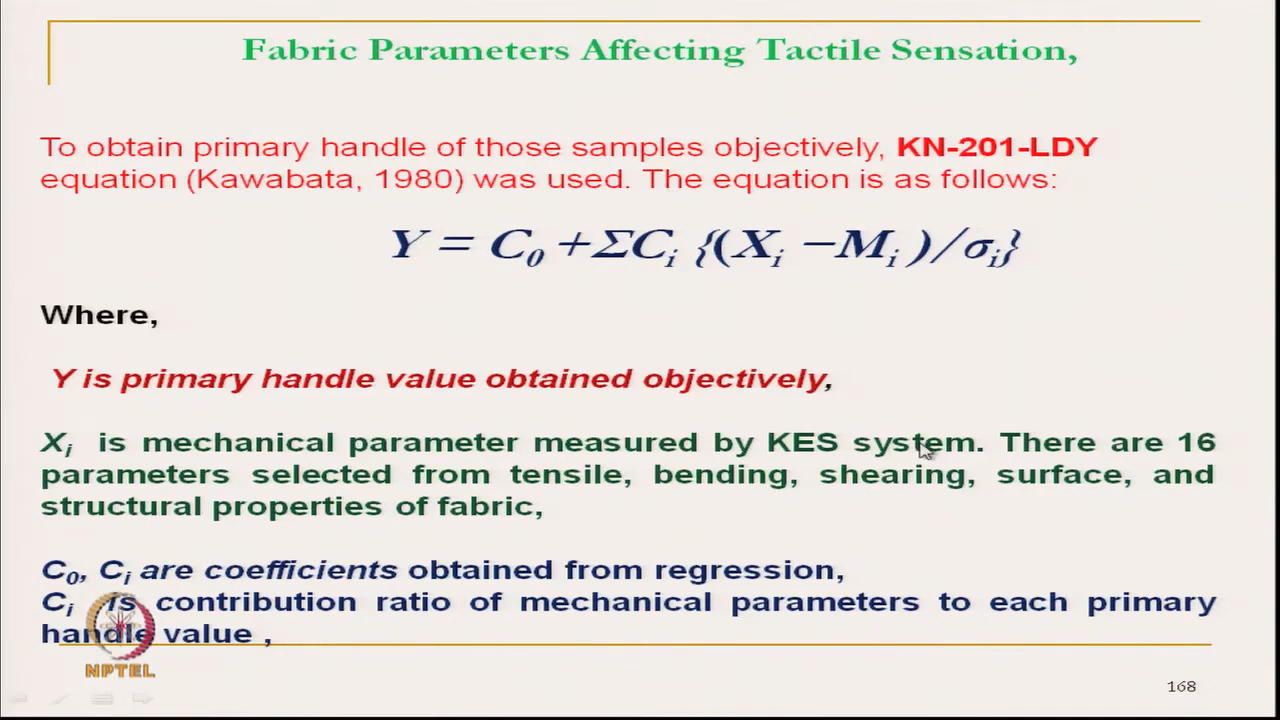 Fabric Parameters Affecting Tactile Sensation,
To obtain primary handle of those samples objectively, KN-201-LDY
equation (Kawabata, 1980) was used. The equation is as follows:
Y = C₀ +ΣCᵢ {(Xᵢ −Mᵢ )/σᵢ}
Where,
Y is primary handle value obtained objectively,
Xᵢ is mechanical parameter measured by KES system. There are 16
parameters selected from tensile, bending, shearing, surface, and
structural properties of fabric,
C₀, Cᵢ are coefficients obtained from regression,
Cᵢ is contribution ratio of mechanical parameters to each primary
handle value ,
NPTEL
168